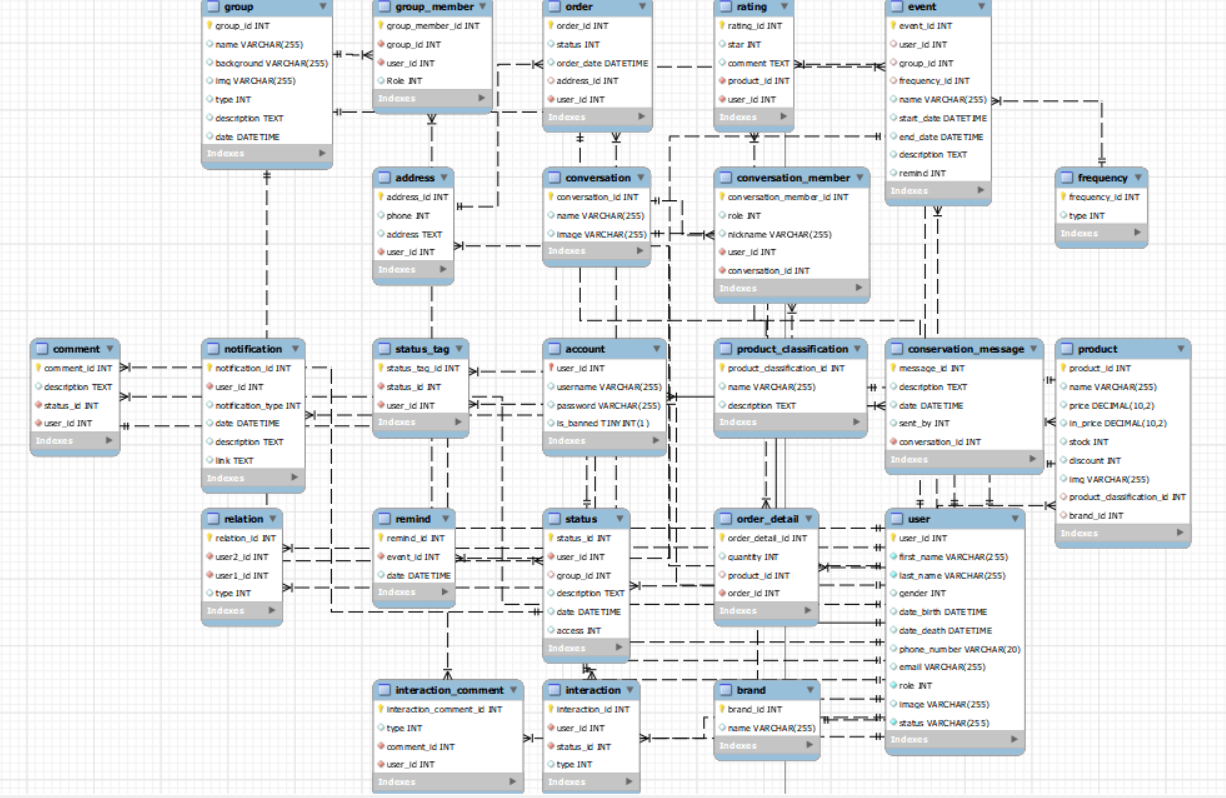 group
group_id INT
name VARCHAR(255)
background VARCHAR(255)
img VARCHAR(255)
type INT
description TEXT
date DATETIME
Indexes
group_member
group_member_id INT
group_id INT
user_id INT
Role INT
Indexes
order
order_id INT
status INT
order_date DATETIME
address_id INT
user_id INT
Indexes
rating
rating_id INT
star INT
comment TEXT
product_id INT
user_id INT
Indexes
event
event_id INT
user_id INT
group_id INT
frequency_id INT
name VARCHAR(255)
start_date DATETIME
end_date DATETIME
description TEXT
remind INT
Indexes
address
address_id INT
phone INT
address TEXT
user_id INT
Indexes
conversation
conversation_id INT
name VARCHAR(255)
image VARCHAR(255)
Indexes
conversation_member
conversation_member_id INT
role INT
nickname VARCHAR(255)
user_id INT
conversation_id INT
Indexes
frequency
frequency_id INT
type INT
Indexes
comment
comment_id INT
description TEXT
status_id INT
user_id INT
Indexes
notification
notification_id INT
user_id INT
notification_type INT
date DATETIME
description TEXT
link TEXT
Indexes
status_tag
status_tag_id INT
status_id INT
user_id INT
Indexes
account
user_id INT
username VARCHAR(255)
password VARCHAR(255)
is_banned TINYINT(1)
Indexes
product_classification
product_classification_id INT
name VARCHAR(255)
description TEXT
Indexes
conservation_message
message_id INT
description TEXT
date DATETIME
sent_by INT
conversation_id INT
Indexes
product
product_id INT
name VARCHAR(255)
price DECIMAL(10,2)
in_price DECIMAL(10,2)
stock INT
discount INT
img VARCHAR(255)
product_classification_id INT
brand_id INT
Indexes
relation
relation_id INT
user2_id INT
user1_id INT
type INT
Indexes
remind
remind_id INT
event_id INT
date DATETIME
Indexes
status
status_id INT
user_id INT
group_id INT
description TEXT
date DATETIME
access INT
Indexes
order_detail
order_detail_id INT
quantity INT
product_id INT
order_id INT
Indexes
user
user_id INT
first_name VARCHAR(255)
last_name VARCHAR(255)
gender INT
date_birth DATETIME
date_death DATETIME
phone_number VARCHAR(20)
email VARCHAR(255)
role INT
image VARCHAR(255)
status VARCHAR(255)
Indexes
interaction_comment
interaction_comment_id INT
type INT
comment_id INT
user_id INT
Indexes
interaction
interaction_id INT
user_id INT
status_id INT
type INT
Indexes
brand
brand_id INT
name VARCHAR(255)
Indexes